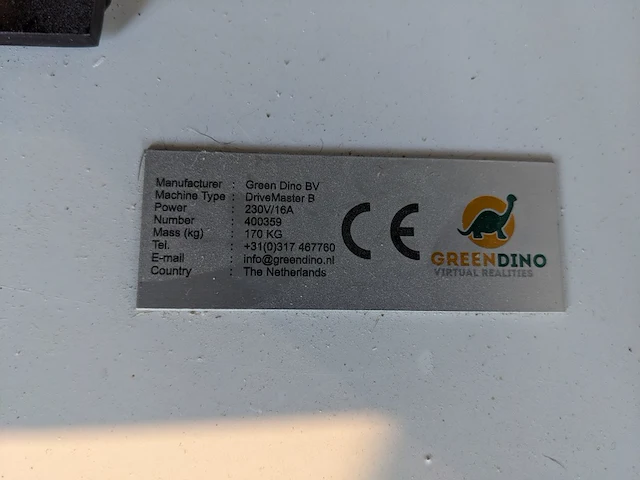 Manufacturer : Green Dino BV
Machine Type : DriveMaster B
Power : 230V/16A
Number : 400359
Mass (kg) : 170 KG
Tel. : +31(0)317 467760
E-mail : info@greendino.nl
Country : The Netherlands
CE
GREENDINO
VIRTUAL REALITIES